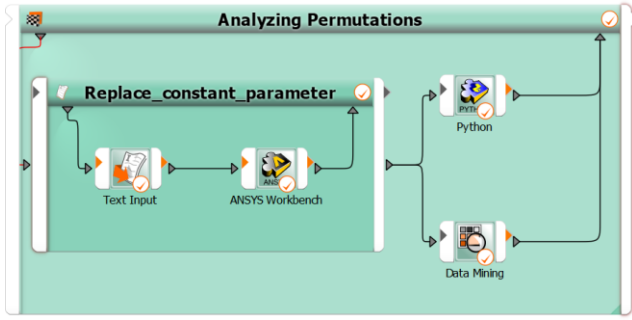 Analyzing Permutations
Replace_constant_parameter
Text Input
ANSYS Workbench
Python
Data Mining